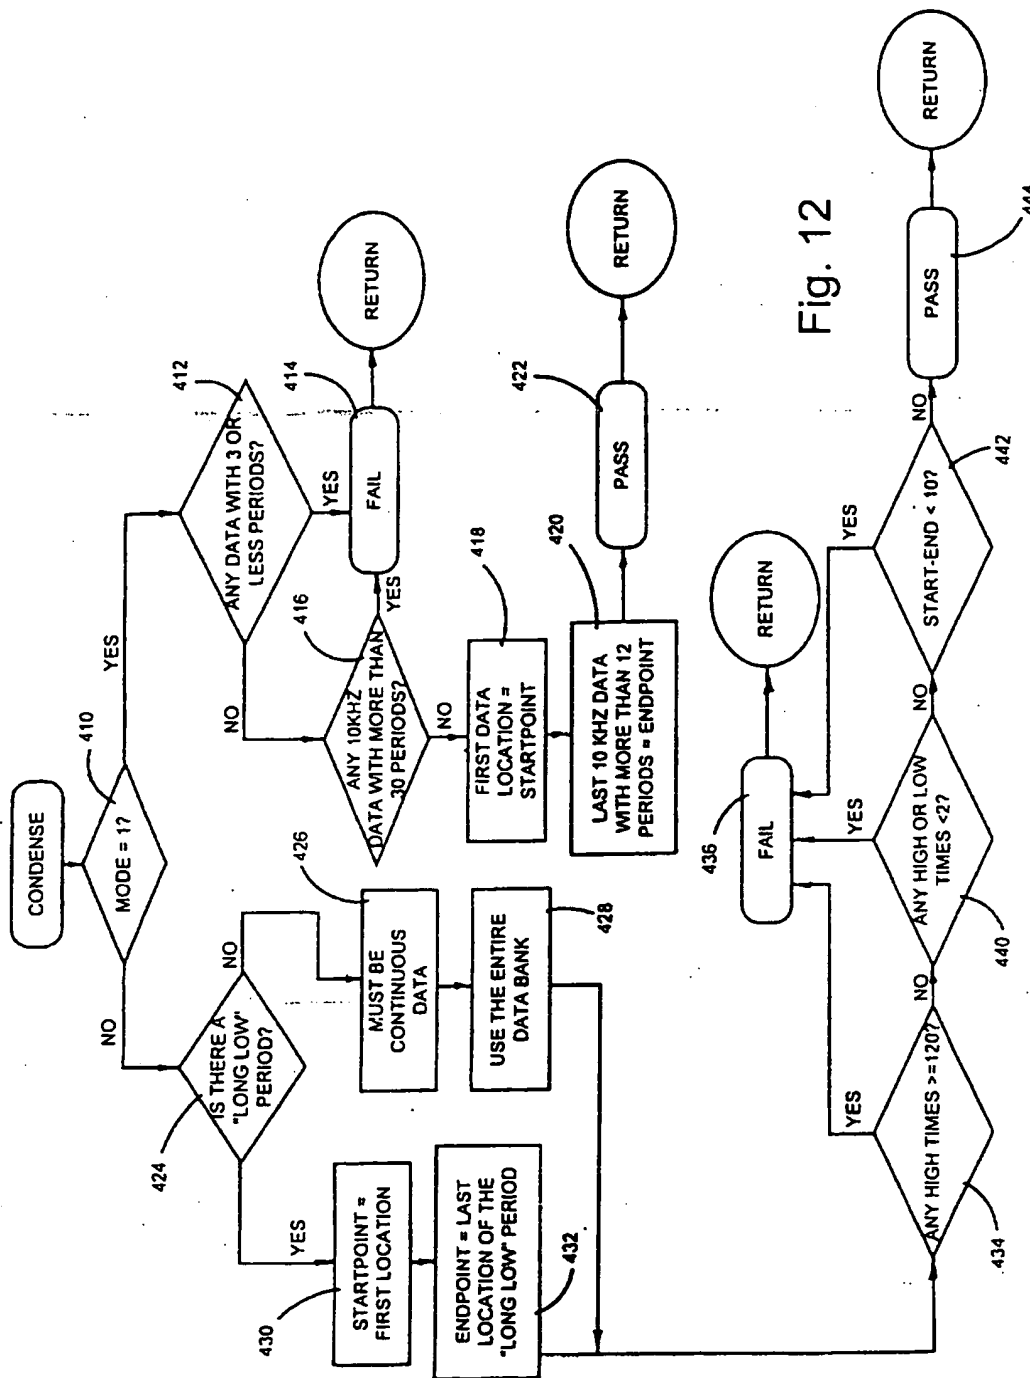 CONDENSE
410
MODE = 1?
YES
NO
412
ANY DATA WITH 3 OR
LESS PERIODS?
YES
NO
414
FAIL
RETURN
416
ANY 10KHZ
DATA WITH MORE THAN
30 PERIODS?
YES
NO
418
FIRST DATA
LOCATION =
STARTPOINT
420
LAST 10 KHZ DATA
WITH MORE THAN 12
PERIODS = ENDPOINT
422
PASS
RETURN
424
IS THERE A
"LONG LOW"
PERIOD?
NO
YES
426
MUST BE
CONTINUOUS
DATA
428
USE THE ENTIRE
DATA BANK
430
STARTPOINT =
FIRST LOCATION
432
ENDPOINT = LAST
LOCATION OF THE
"LONG LOW" PERIOD
434
ANY HIGH TIMES >=120?
YES
NO
436
FAIL
RETURN
440
ANY HIGH OR LOW
TIMES <2?
YES
NO
442
START-END < 10?
YES
NO
444
PASS
RETURN
Fig. 12